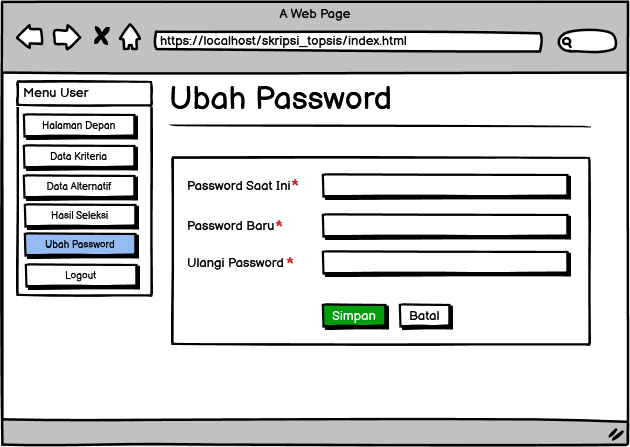 A Web Page
https://localhost/skripsi_topsis/index.html
Menu User
Halaman Depan
Data Kriteria
Data Alternatif
Hasil Seleksi
Ubah Password
Logout
Ubah Password
Password Saat Ini*
Password Baru*
Ulangi Password *
Simpan
Batal